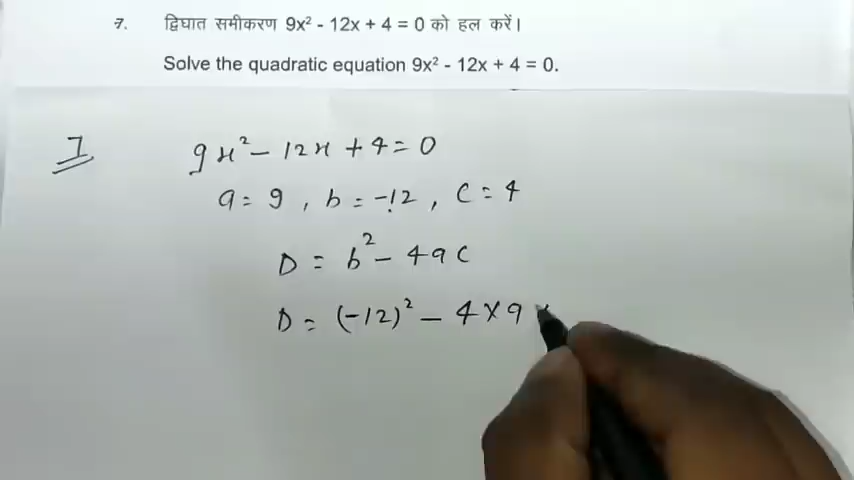 7. द्विघात समीकरण 9x² - 12x + 4 = 0 को हल करें।
Solve the quadratic equation 9x² - 12x + 4 = 0.
7 9x² - 12x + 4 = 0
a = 9 , b = -12 , c = 4
D = b² - 4ac
D = (-12)² - 4×9